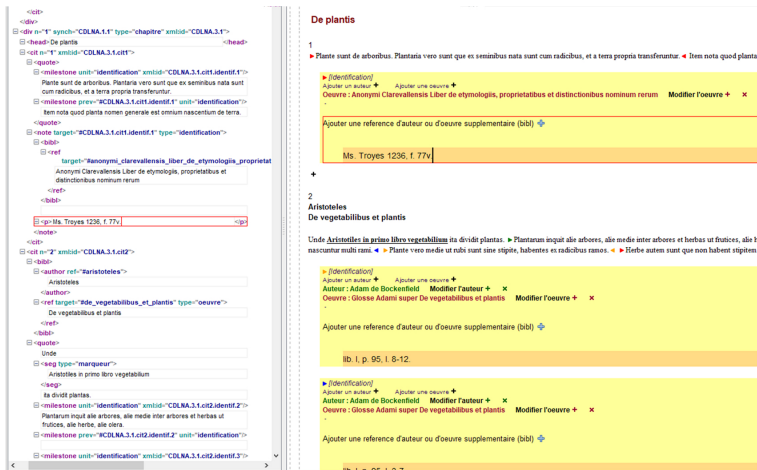 </cit>
</div>
<div n="1" synch="CDLNA.1.1" type="chapitre" xml:id="CDLNA.3.1">
<head>De plantis </head>
<cit n="1" xml:id="CDLNA.3.1.cit1">
<quote>
<milestone unit="identification" xml:id="CDLNA.3.1.cit1.identif.1"/>
Plante sunt de arboribus. Plantaria vero sunt que ex seminibus nata sunt
cum radicibus, et a terra propria transferuntur.
<milestone prev="#CDLNA.3.1.cit1.identif.1" unit="identification"/>
Item nota quod planta nomen generale est omnium nascentium de terra.
</quote>
<note target="#CDLNA.3.1.cit1.identif.1" type="identification">
<bibl>
<ref
target="#anonymi_clarevallensis_liber_de_etymologiis_proprietat
Anonymi Clarevallensis Liber de etymologiis, proprietatibus et
distinctionibus nominum rerum
</ref>
</bibl>
<p>Ms. Troyes 1236, f. 77v. </p>
</note>
</cit>
<cit n="2" xml:id="CDLNA.3.1.cit2">
<bibl>
<author ref="#aristoteles">
Aristoteles
</author>
<ref target="#de_vegetabilibus_et_plantis" type="oeuvre">
De vegetabilibus et plantis
</ref>
</bibl>
<quote>
Unde
<seg type="marqueur">
Aristotiles in primo libro vegetabilium
</seg>
ita dividit plantas.
<milestone unit="identification" xml:id="CDLNA.3.1.cit2.identif.2"/>
Plantarum inquit alie arbores, alie medie inter arbores et herbas ut
frutices, alie herbe, alie olera.
<milestone prev="#CDLNA.3.1.cit2.identif.2" unit="identification"/>
<milestone unit="identification" xml:id="CDLNA.3.1.cit2.identif.3"/>
De plantis
1
Plante sunt de arboribus. Plantaria vero sunt que ex seminibus nata sunt cum radicibus, et a terra propria transferuntur. Item nota quod planta
[Identification]
Ajouter un auteur + Ajouter une oeuvre +
Oeuvre : Anonymi Clarevallensis Liber de etymologiis, proprietatibus et distinctionibus nominum rerum Modifier l'oeuvre + ×
.
Ajouter une reference d'auteur ou d'oeuvre supplementaire (bibl)
Ms. Troyes 1236, f. 77v.
+
2
Aristoteles
De vegetabilibus et plantis
Unde Aristotiles in primo libro vegetabilium ita dividit plantas. Plantarum inquit alie arbores, alie medie inter arbores et herbas ut frutices, alie
nascuntur multi rami. Plante vero medie ut rubi sunt sine stipite, habentes ex radicibus ramos. Herbe autem sunt que non habent stipitem
[Identification]
Ajouter un auteur + Ajouter une oeuvre +
Auteur : Adam de Bockenfield Modifier l'auteur + ×
Oeuvre : Glosse Adami super De vegetabilibus et plantis Modifier l'oeuvre + ×
.
Ajouter une reference d'auteur ou d'oeuvre supplementaire (bibl)
lib. I, p. 95, l. 8-12.
[Identification]
Ajouter un auteur + Ajouter une oeuvre +
Auteur : Adam de Bockenfield Modifier l'auteur + ×
Oeuvre : Glosse Adami super De vegetabilibus et plantis Modifier l'oeuvre + ×
.
Ajouter une reference d'auteur ou d'oeuvre supplementaire (bibl)